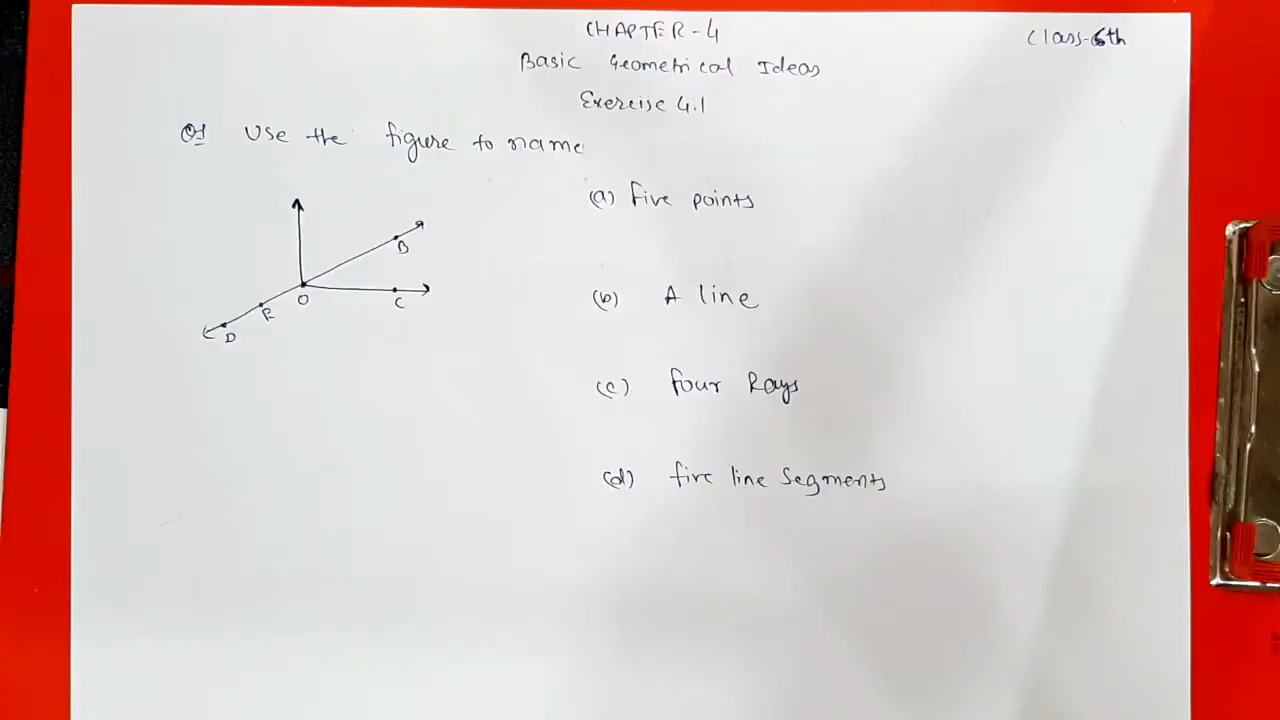 CHAPTER-4
Class-6th
Basic Geometrical Ideas
Exercise 4.1
Q1 Use the figure to name
(a) Five points
B
O
C
R
D
(b) A line
(c) Four Rays
(d) five line Segments